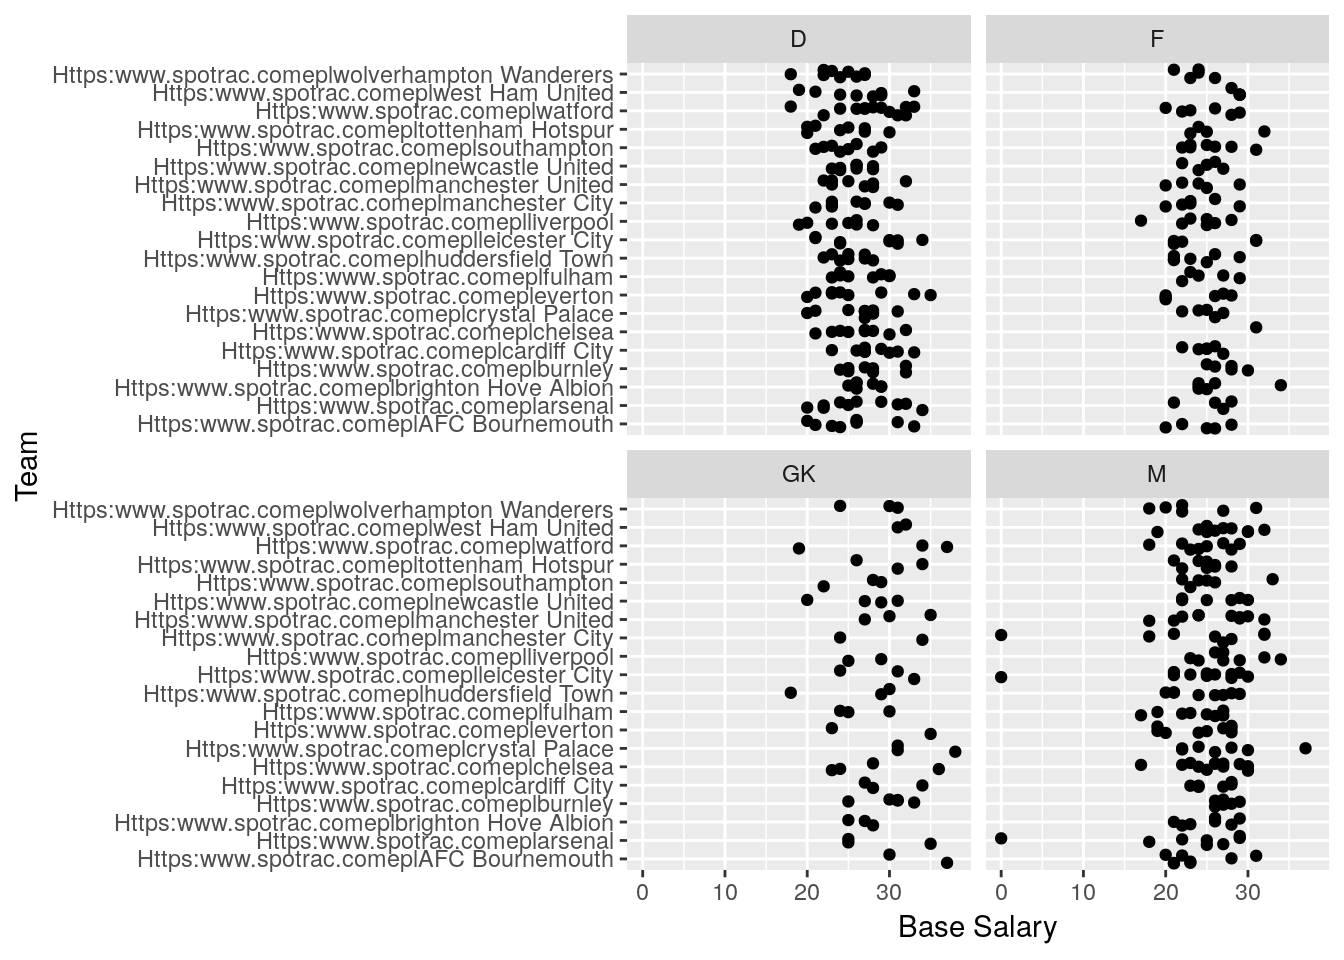 D
F
Https:www.spotrac.comeplwolverhampton Wanderers
Https:www.spotrac.comeplwest Ham United
Https:www.spotrac.comeplwatford
Https:www.spotrac.comepltottenham Hotspur
Https:www.spotrac.comeplsouthampton
Https:www.spotrac.comeplnewcastle United
Https:www.spotrac.comeplmanchester United
Https:www.spotrac.comeplmanchester City
Https:www.spotrac.comeplliverpool
Https:www.spotrac.comeplleicester City
Https:www.spotrac.comeplhuddersfield Town
Https:www.spotrac.comeplfulham
Https:www.spotrac.comepleverton
Https:www.spotrac.comeplcrystal Palace
Https:www.spotrac.comeplchelsea
Https:www.spotrac.comeplcardiff City
Https:www.spotrac.comeplburnley
Https:www.spotrac.comeplbrighton Hove Albion
Https:www.spotrac.comeplarsenal
Https:www.spotrac.comeplAFC Bournemouth
Team
GK
M
Https:www.spotrac.comeplwolverhampton Wanderers
Https:www.spotrac.comeplwest Ham United
Https:www.spotrac.comeplwatford
Https:www.spotrac.comepltottenham Hotspur
Https:www.spotrac.comeplsouthampton
Https:www.spotrac.comeplnewcastle United
Https:www.spotrac.comeplmanchester United
Https:www.spotrac.comeplmanchester City
Https:www.spotrac.comeplliverpool
Https:www.spotrac.comeplleicester City
Https:www.spotrac.comeplhuddersfield Town
Https:www.spotrac.comeplfulham
Https:www.spotrac.comepleverton
Https:www.spotrac.comeplcrystal Palace
Https:www.spotrac.comeplchelsea
Https:www.spotrac.comeplcardiff City
Https:www.spotrac.comeplburnley
Https:www.spotrac.comeplbrighton Hove Albion
Https:www.spotrac.comeplarsenal
Https:www.spotrac.comeplAFC Bournemouth
0 10 20 30 0 10 20 30
Base Salary